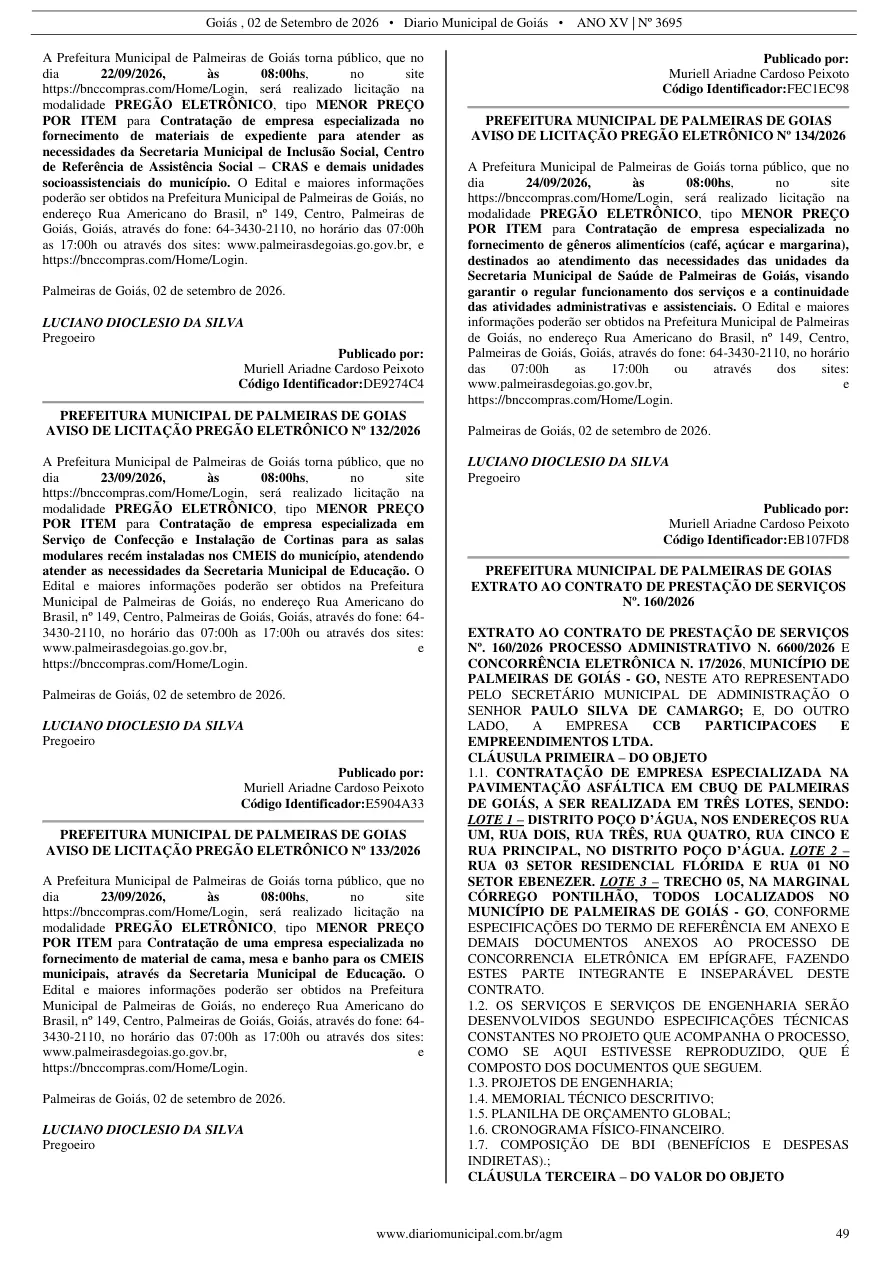 Goiás , 02 de Setembro de 2026 • Diario Municipal de Goiás • ANO XV | Nº 3695
A Prefeitura Municipal de Palmeiras de Goiás torna público, que no
dia 22/09/2026, às 08:00hs, no site
https://bnccompras.com/Home/Login, será realizado licitação na
modalidade PREGÃO ELETRÔNICO, tipo MENOR PREÇO
POR ITEM para Contratação de empresa especializada no
fornecimento de materiais de expediente para atender as
necessidades da Secretaria Municipal de Inclusão Social, Centro
de Referência de Assistência Social – CRAS e demais unidades
socioassistenciais do município. O Edital e maiores informações
poderão ser obtidos na Prefeitura Municipal de Palmeiras de Goiás, no
endereço Rua Americano do Brasil, nº 149, Centro, Palmeiras de
Goiás, Goiás, através do fone: 64-3430-2110, no horário das 07:00h
as 17:00h ou através dos sites: www.palmeirasdegoias.go.gov.br, e
https://bnccompras.com/Home/Login.
Palmeiras de Goiás, 02 de setembro de 2026.
LUCIANO DIOCLESIO DA SILVA
Pregoeiro
Publicado por:
Muriell Ariadne Cardoso Peixoto
Código Identificador:DE9274C4
PREFEITURA MUNICIPAL DE PALMEIRAS DE GOIAS
AVISO DE LICITAÇÃO PREGÃO ELETRÔNICO Nº 132/2026
A Prefeitura Municipal de Palmeiras de Goiás torna público, que no
dia 23/09/2026, às 08:00hs, no site
https://bnccompras.com/Home/Login, será realizado licitação na
modalidade PREGÃO ELETRÔNICO, tipo MENOR PREÇO
POR ITEM para Contratação de empresa especializada em
Serviço de Confecção e Instalação de Cortinas para as salas
modulares recém instaladas nos CMEIS do município, atendendo
atender as necessidades da Secretaria Municipal de Educação. O
Edital e maiores informações poderão ser obtidos na Prefeitura
Municipal de Palmeiras de Goiás, no endereço Rua Americano do
Brasil, nº 149, Centro, Palmeiras de Goiás, Goiás, através do fone: 64-
3430-2110, no horário das 07:00h as 17:00h ou através dos sites:
www.palmeirasdegoias.go.gov.br, e
https://bnccompras.com/Home/Login.
Palmeiras de Goiás, 02 de setembro de 2026.
LUCIANO DIOCLESIO DA SILVA
Pregoeiro
Publicado por:
Muriell Ariadne Cardoso Peixoto
Código Identificador:E5904A33
PREFEITURA MUNICIPAL DE PALMEIRAS DE GOIAS
AVISO DE LICITAÇÃO PREGÃO ELETRÔNICO Nº 133/2026
A Prefeitura Municipal de Palmeiras de Goiás torna público, que no
dia 23/09/2026, às 08:00hs, no site
https://bnccompras.com/Home/Login, será realizado licitação na
modalidade PREGÃO ELETRÔNICO, tipo MENOR PREÇO
POR ITEM para Contratação de uma empresa especializada no
fornecimento de material de cama, mesa e banho para os CMEIS
municipais, através da Secretaria Municipal de Educação. O
Edital e maiores informações poderão ser obtidos na Prefeitura
Municipal de Palmeiras de Goiás, no endereço Rua Americano do
Brasil, nº 149, Centro, Palmeiras de Goiás, Goiás, através do fone: 64-
3430-2110, no horário das 07:00h as 17:00h ou através dos sites:
www.palmeirasdegoias.go.gov.br, e
https://bnccompras.com/Home/Login.
Palmeiras de Goiás, 02 de setembro de 2026.
LUCIANO DIOCLESIO DA SILVA
Pregoeiro
Publicado por:
Muriell Ariadne Cardoso Peixoto
Código Identificador:FEC1EC98
PREFEITURA MUNICIPAL DE PALMEIRAS DE GOIAS
AVISO DE LICITAÇÃO PREGÃO ELETRÔNICO Nº 134/2026
A Prefeitura Municipal de Palmeiras de Goiás torna público, que no
dia 24/09/2026, às 08:00hs, no site
https://bnccompras.com/Home/Login, será realizado licitação na
modalidade PREGÃO ELETRÔNICO, tipo MENOR PREÇO
POR ITEM para Contratação de empresa especializada no
fornecimento de gêneros alimentícios (café, açúcar e margarina),
destinados ao atendimento das necessidades das unidades da
Secretaria Municipal de Saúde de Palmeiras de Goiás, visando
garantir o regular funcionamento dos serviços e a continuidade
das atividades administrativas e assistenciais. O Edital e maiores
informações poderão ser obtidos na Prefeitura Municipal de Palmeiras
de Goiás, no endereço Rua Americano do Brasil, nº 149, Centro,
Palmeiras de Goiás, Goiás, através do fone: 64-3430-2110, no horário
das 07:00h as 17:00h ou através dos sites:
www.palmeirasdegoias.go.gov.br, e
https://bnccompras.com/Home/Login.
Palmeiras de Goiás, 02 de setembro de 2026.
LUCIANO DIOCLESIO DA SILVA
Pregoeiro
Publicado por:
Muriell Ariadne Cardoso Peixoto
Código Identificador:EB107FD8
PREFEITURA MUNICIPAL DE PALMEIRAS DE GOIAS
EXTRATO AO CONTRATO DE PRESTAÇÃO DE SERVIÇOS
Nº. 160/2026
EXTRATO AO CONTRATO DE PRESTAÇÃO DE SERVIÇOS
Nº. 160/2026 PROCESSO ADMINISTRATIVO N. 6600/2026 E
CONCORRÊNCIA ELETRÔNICA N. 17/2026, MUNICÍPIO DE
PALMEIRAS DE GOIÁS - GO, NESTE ATO REPRESENTADO
PELO SECRETÁRIO MUNICIPAL DE ADMINISTRAÇÃO O
SENHOR PAULO SILVA DE CAMARGO; E, DO OUTRO
LADO, A EMPRESA CCB PARTICIPACOES E
EMPREENDIMENTOS LTDA.
CLÁUSULA PRIMEIRA – DO OBJETO
1.1. CONTRATAÇÃO DE EMPRESA ESPECIALIZADA NA
PAVIMENTAÇÃO ASFÁLTICA EM CBUQ DE PALMEIRAS
DE GOIÁS, A SER REALIZADA EM TRÊS LOTES, SENDO:
LOTE 1 – DISTRITO POÇO D’ÁGUA, NOS ENDEREÇOS RUA
UM, RUA DOIS, RUA TRÊS, RUA QUATRO, RUA CINCO E
RUA PRINCIPAL, NO DISTRITO POÇO D’ÁGUA. LOTE 2 –
RUA 03 SETOR RESIDENCIAL FLÓRIDA E RUA 01 NO
SETOR EBENEZER. LOTE 3 – TRECHO 05, NA MARGINAL
CÓRREGO PONTILHÃO, TODOS LOCALIZADOS NO
MUNICÍPIO DE PALMEIRAS DE GOIÁS - GO, CONFORME
ESPECIFICAÇÕES DO TERMO DE REFERÊNCIA EM ANEXO E
DEMAIS DOCUMENTOS ANEXOS AO PROCESSO DE
CONCORRENCIA ELETRÔNICA EM EPÍGRAFE, FAZENDO
ESTES PARTE INTEGRANTE E INSEPARÁVEL DESTE
CONTRATO.
1.2. OS SERVIÇOS E SERVIÇOS DE ENGENHARIA SERÃO
DESENVOLVIDOS SEGUNDO ESPECIFICAÇÕES TÉCNICAS
CONSTANTES NO PROJETO QUE ACOMPANHA O PROCESSO,
COMO SE AQUI ESTIVESSE REPRODUZIDO, QUE É
COMPOSTO DOS DOCUMENTOS QUE SEGUEM.
1.3. PROJETOS DE ENGENHARIA;
1.4. MEMORIAL TÉCNICO DESCRITIVO;
1.5. PLANILHA DE ORÇAMENTO GLOBAL;
1.6. CRONOGRAMA FÍSICO-FINANCEIRO.
1.7. COMPOSIÇÃO DE BDI (BENEFÍCIOS E DESPESAS
INDIRETAS).;
CLÁUSULA TERCEIRA – DO VALOR DO OBJETO
www.diariomunicipal.com.br/agm 49